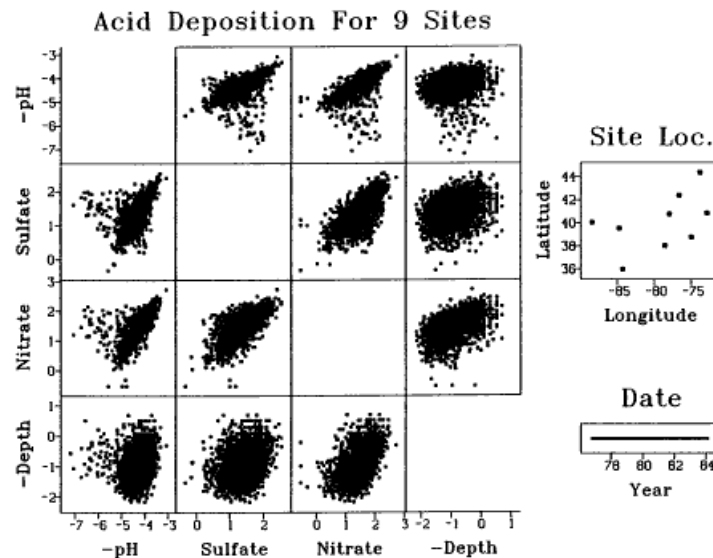 Acid Deposition For 9 Sites
-pH
-3
-4
-5
-6
-7
Sulfate
2
1
0
Nitrate
3
2
1
0
-Depth
1
0
-1
-2
-7 -6 -5 -4 -3
-pH
0 1 2
Sulfate
0 1 2 3
Nitrate
-2 -1 0 1
-Depth
Site Loc.
Latitude
44
42
40
38
36
-85 -80 -75
Longitude
Date
78 80 82 84
Year